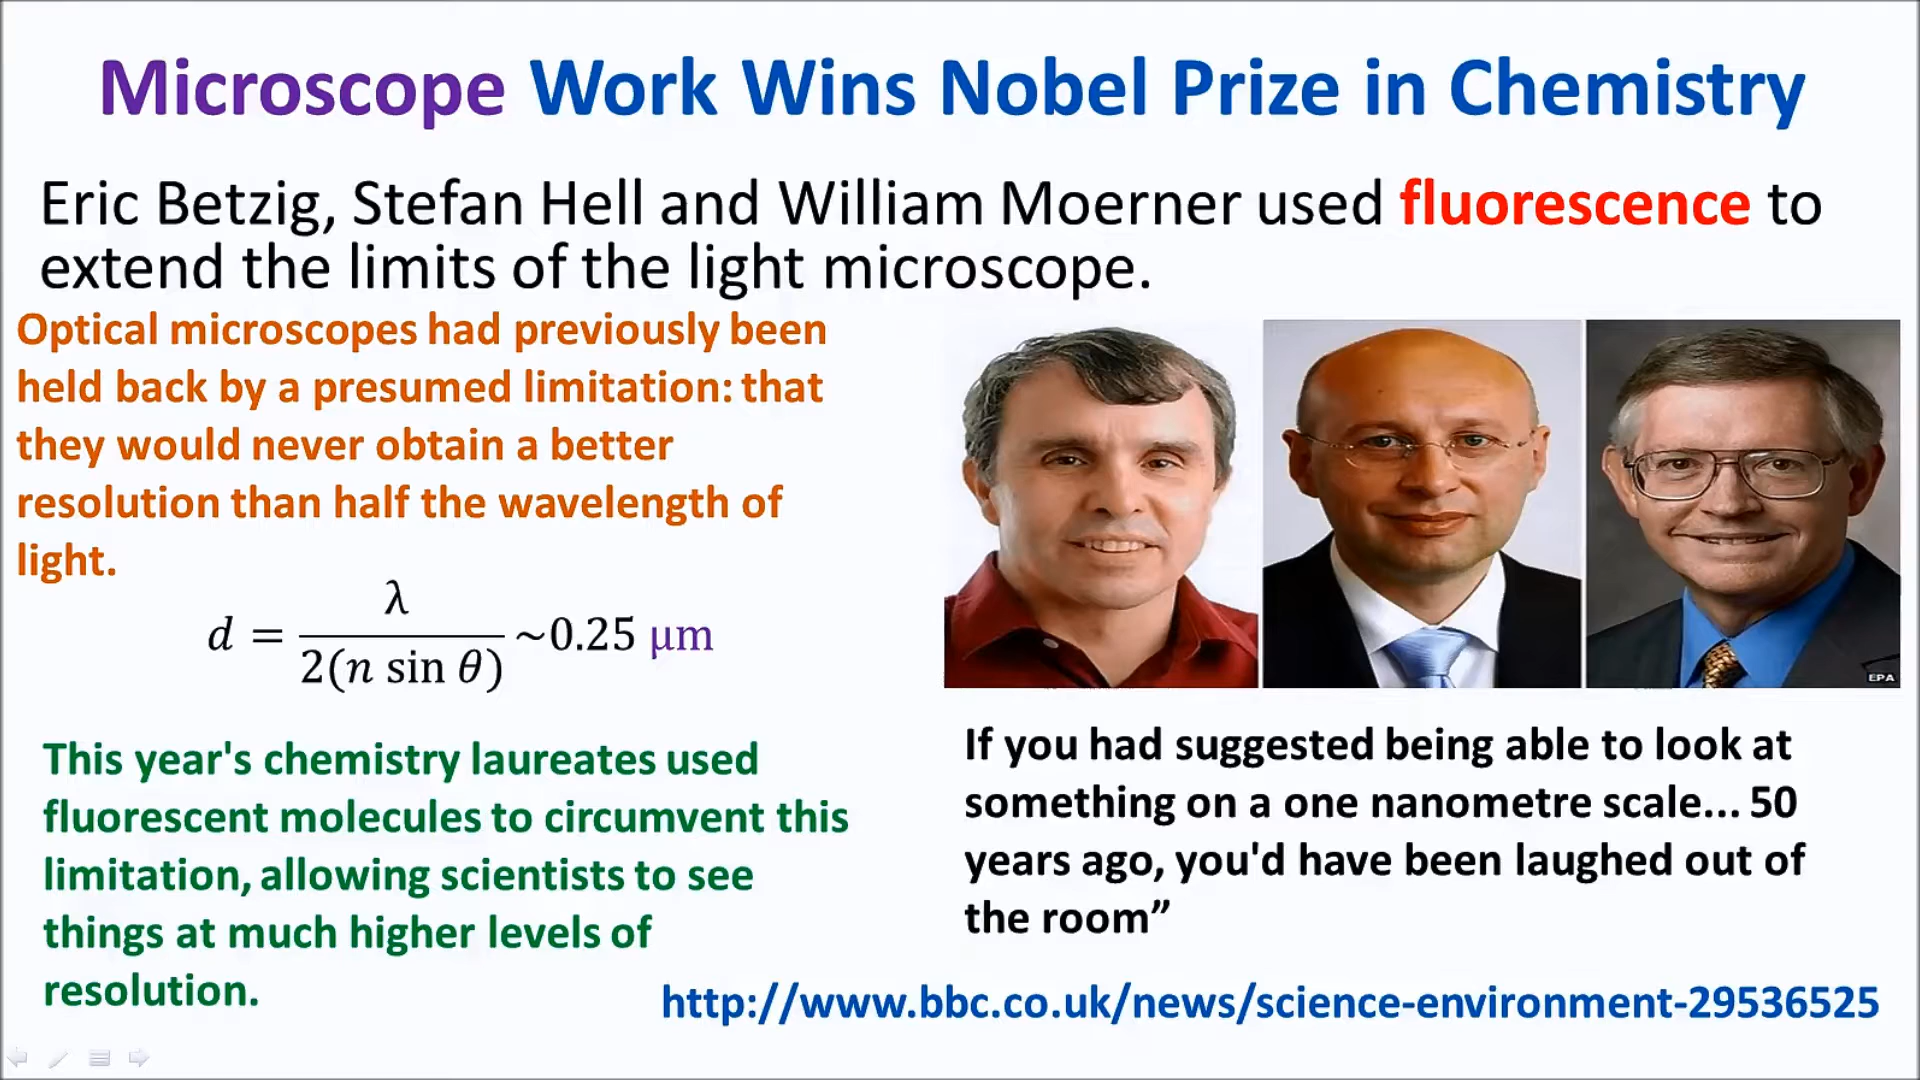 Microscope Work Wins Nobel Prize in Chemistry
Eric Betzig, Stefan Hell and William Moerner used fluorescence to
extend the limits of the light microscope.
Optical microscopes had previously been
held back by a presumed limitation: that
they would never obtain a better
resolution than half the wavelength of
light.
d = λ / 2(n sin θ) ~0.25 μm
This year's chemistry laureates used
fluorescent molecules to circumvent this
limitation, allowing scientists to see
things at much higher levels of
resolution.
EPA
If you had suggested being able to look at
something on a one nanometre scale... 50
years ago, you'd have been laughed out of
the room”
http://www.bbc.co.uk/news/science-environment-29536525